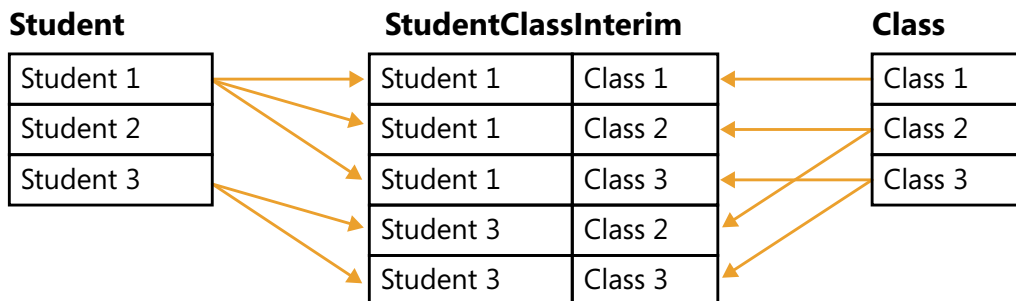 Student StudentClassInterim Class
Student 1 Student 1 Class 1 Class 1
Student 2 Student 1 Class 2 Class 2
Student 3 Student 1 Class 3 Class 3
Student 3 Class 2
Student 3 Class 3